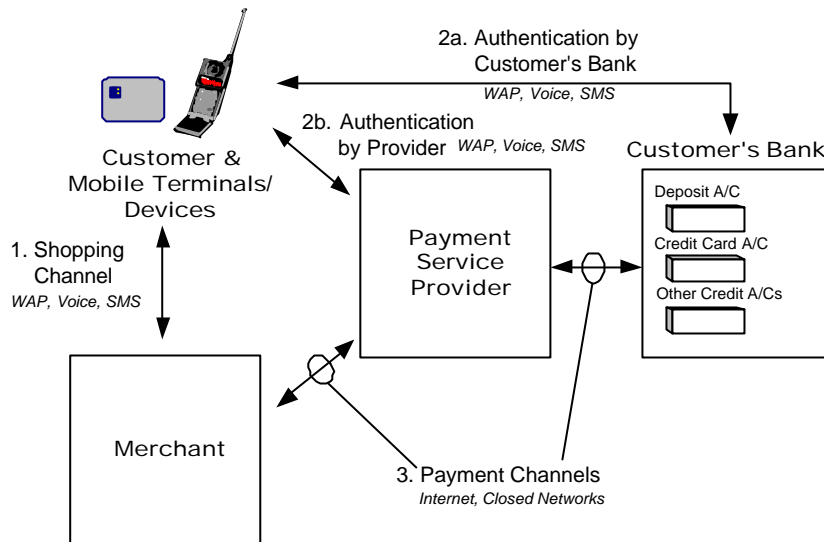 2a. Authentication by
Customer's Bank
WAP, Voice, SMS
2b. Authentication
by Provider WAP, Voice, SMS
Customer &
Mobile Terminals/
Devices
Customer's Bank
Deposit A/C
Credit Card A/C
Other Credit A/Cs
Payment
Service
Provider
1. Shopping
Channel
WAP, Voice, SMS
Merchant
3. Payment Channels
Internet, Closed Networks